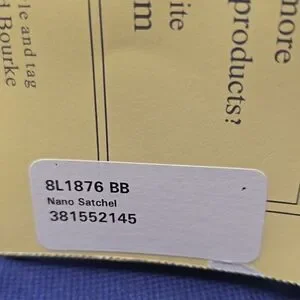 le and tag
d Bourke
ite
m
more
products?
8L1876 BB
Nano Satchel
381552145